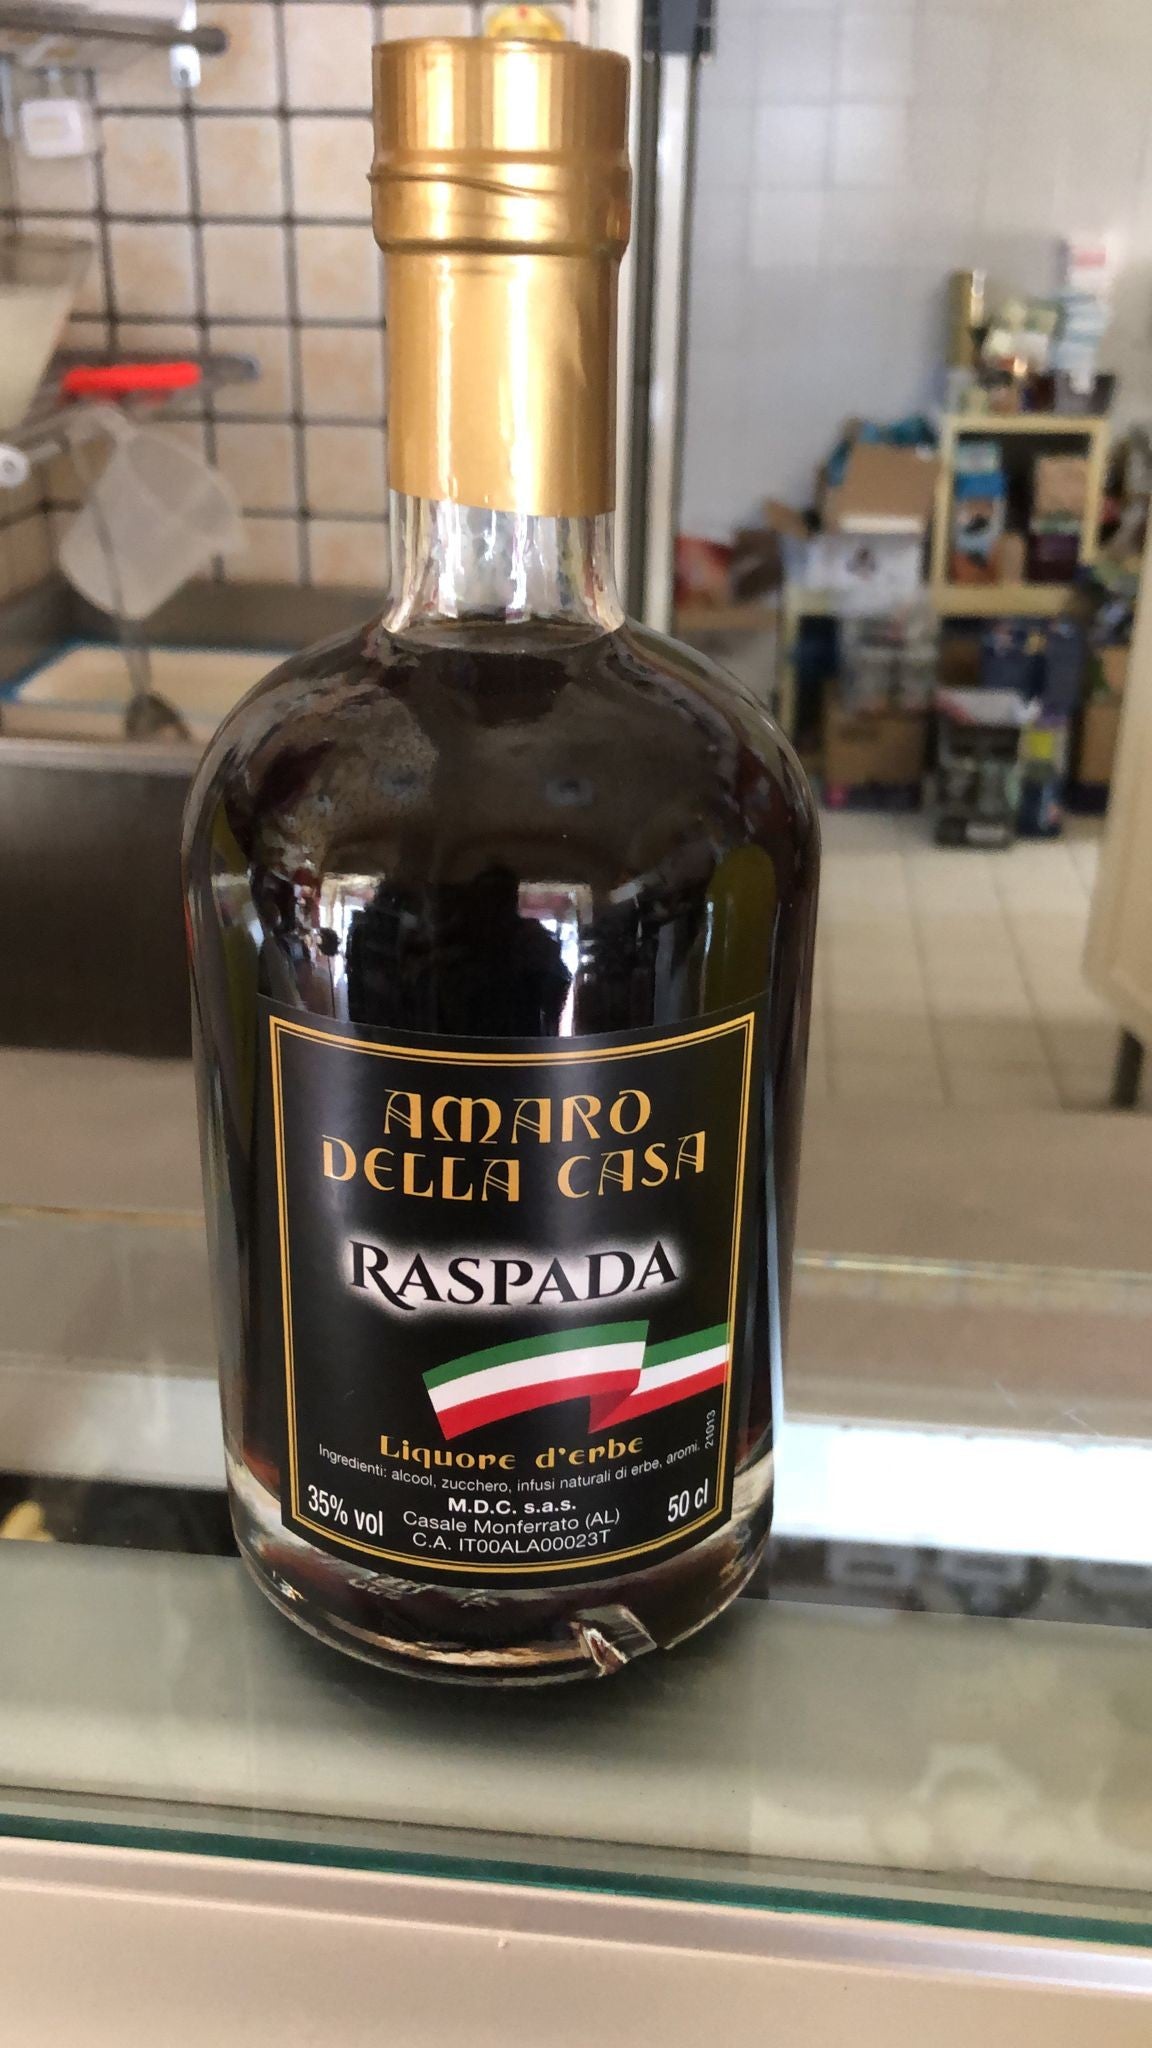 AMARO
DELLA CASA
RASPADA
Liquore d'erbe
Ingredienti: alcool, zucchero, infusi naturali di erbe, aromi.
21013
35% vol
M.D.C. s.a.s.
Casale Monferrato (AL)
C.A. IT00ALA00023T
50 cl